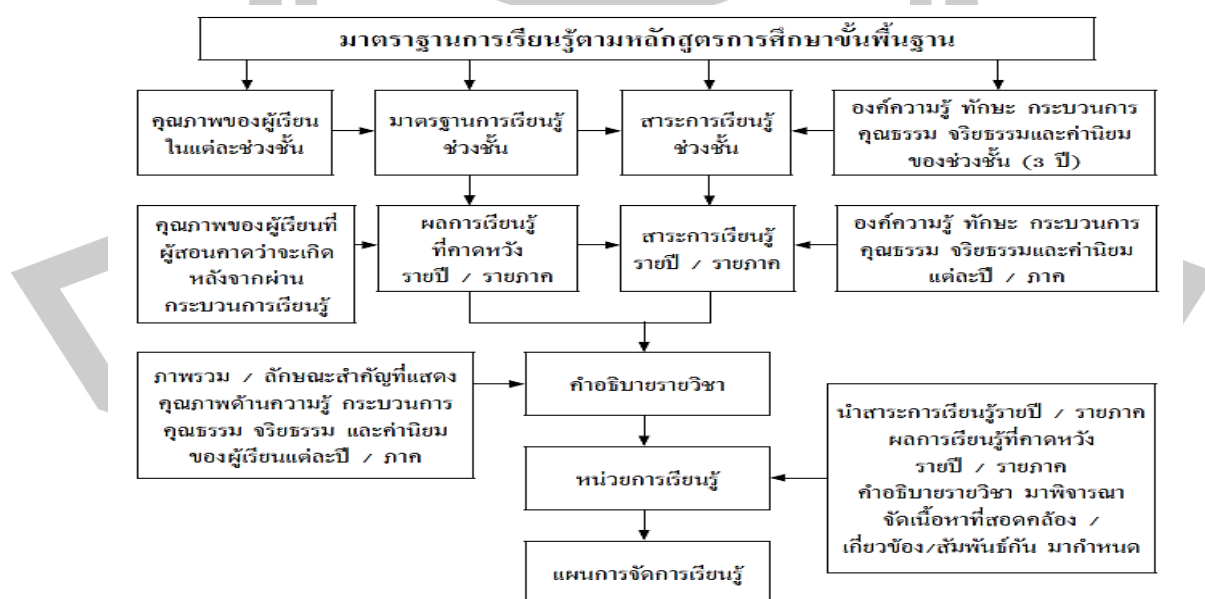 มาตราฐานการเรียนรู้ตามหลักสูตรการศึกษาขั้นพื้นฐาน
คุณภาพของผู้เรียน
ในแต่ละช่วงชั้น
มาตรฐานการเรียนรู้
ช่วงชั้น
สาระการเรียนรู้
ช่วงชั้น
องค์ความรู้ ทักษะ กระบวนการ
คุณธรรม จริยธรรมและค่านิยม
ของช่วงชั้น (3 ปี)
คุณภาพของผู้เรียนที่
ผู้สอนคาดว่าจะเกิด
หลังจากผ่าน
กระบวนการเรียนรู้
ผลการเรียนรู้
ที่คาดหวัง
รายปี / รายภาค
สาระการเรียนรู้
รายปี / รายภาค
องค์ความรู้ ทักษะ กระบวนการ
คุณธรรม จริยธรรมและค่านิยม
แต่ละปี / ภาค
ภาพรวม / ลักษณะสำคัญที่แสดง
คุณภาพด้านความรู้ กระบวนการ
คุณธรรม จริยธรรม และค่านิยม
ของผู้เรียนแต่ละปี / ภาค
คำอธิบายรายวิชา
หน่วยการเรียนรู้
นำสาระการเรียนรู้รายปี / รายภาค
ผลการเรียนรู้ที่คาดหวัง
รายปี / รายภาค
คำอธิบายรายวิชา มาพิจารณา
จัดเนื้อหาที่สอดคล้อง /
เกี่ยวข้อง/สัมพันธ์กัน มากำหนด
แผนการจัดการเรียนรู้